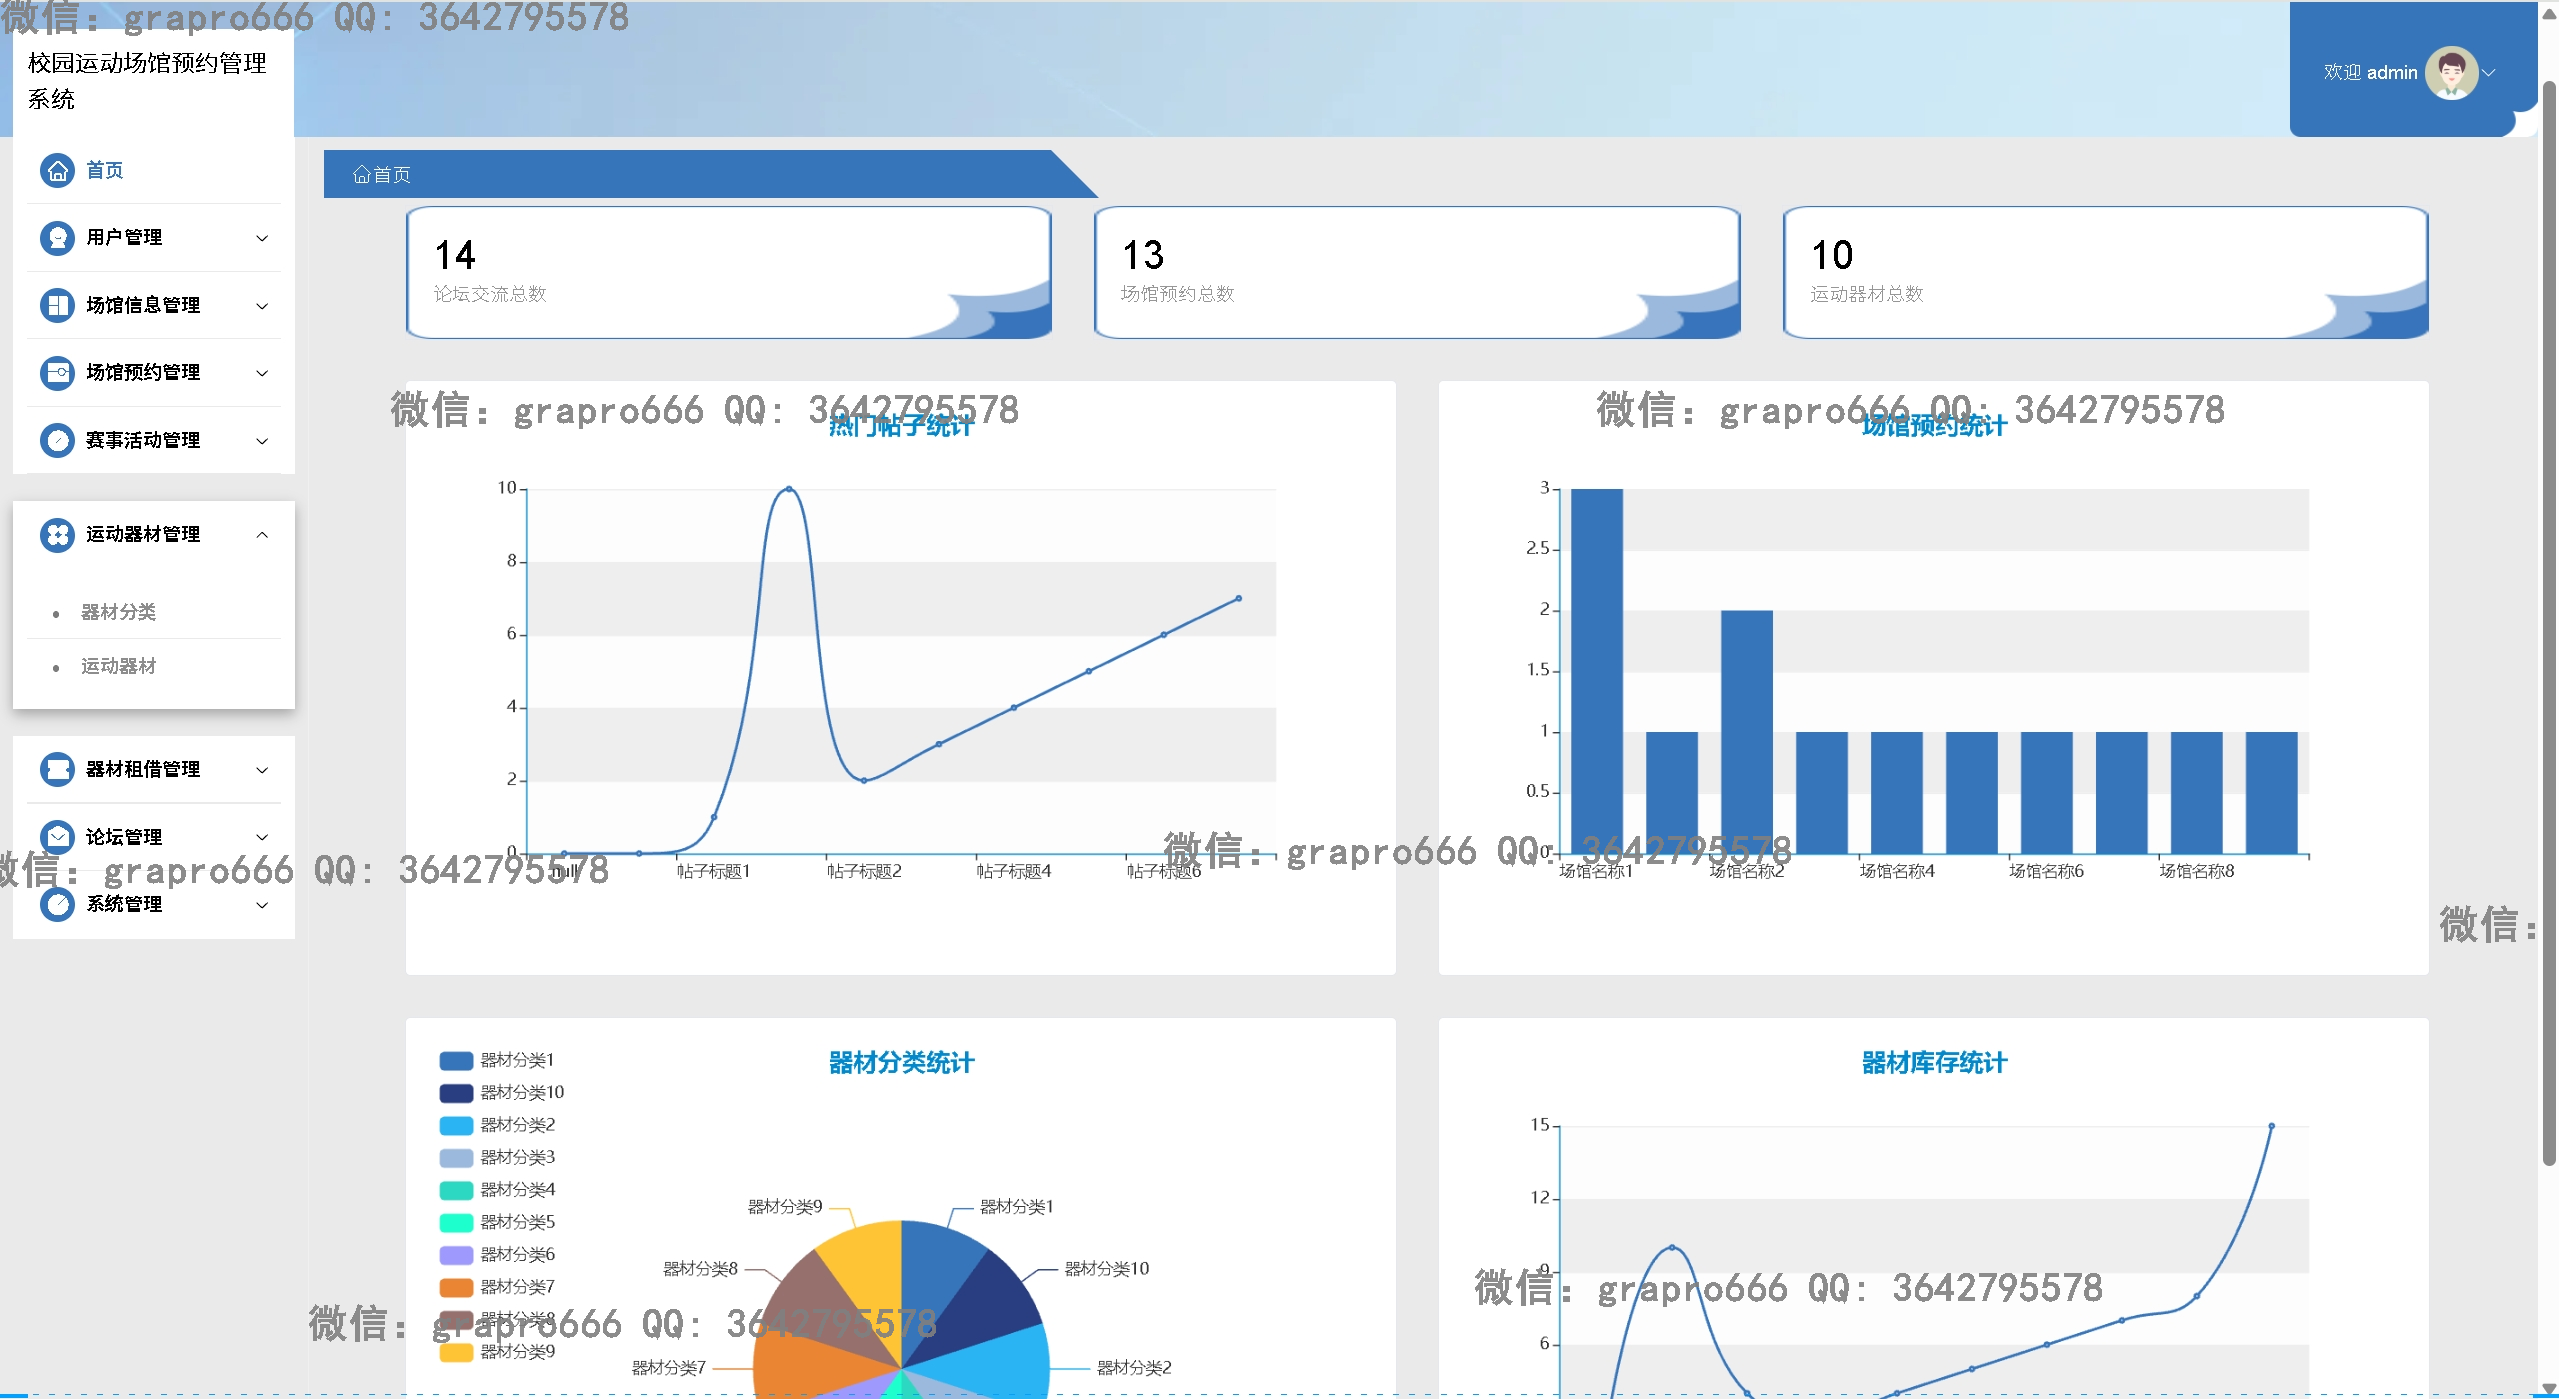 微信: grapro666 QQ: 3642795578
校园运动场馆预约管理
系统
欢迎 admin
首页
用户管理
场馆信息管理
场馆预约管理
赛事活动管理
运动器材管理
器材分类
运动器材
器材租借管理
论坛管理
系统管理
微信: grapro666 QQ: 3642795578
首页
14
论坛交流总数
13
场馆预约总数
10
运动器材总数
微信: grapro666 QQ: 3642795578
热门帖子统计
10
8
6
4
2
0
null
帖子标题1
帖子标题2
帖子标题4
帖子标题6
微信: grapro666 QQ: 3642795578
场馆预约统计
3
2.5
2
1.5
1
0.5
0
场馆名称1
场馆名称2
场馆名称4
场馆名称6
场馆名称8
微信: grapro666 QQ: 3642795578
微信:
器材分类统计
器材分类1
器材分类10
器材分类2
器材分类3
器材分类4
器材分类5
器材分类6
器材分类7
器材分类8
器材分类9
器材分类9
器材分类1
器材分类8
器材分类10
器材分类7
器材分类2
微信: grapro666 QQ: 3642795578
器材库存统计
15
12
9
6
微信: grapro666 QQ: 3642795578